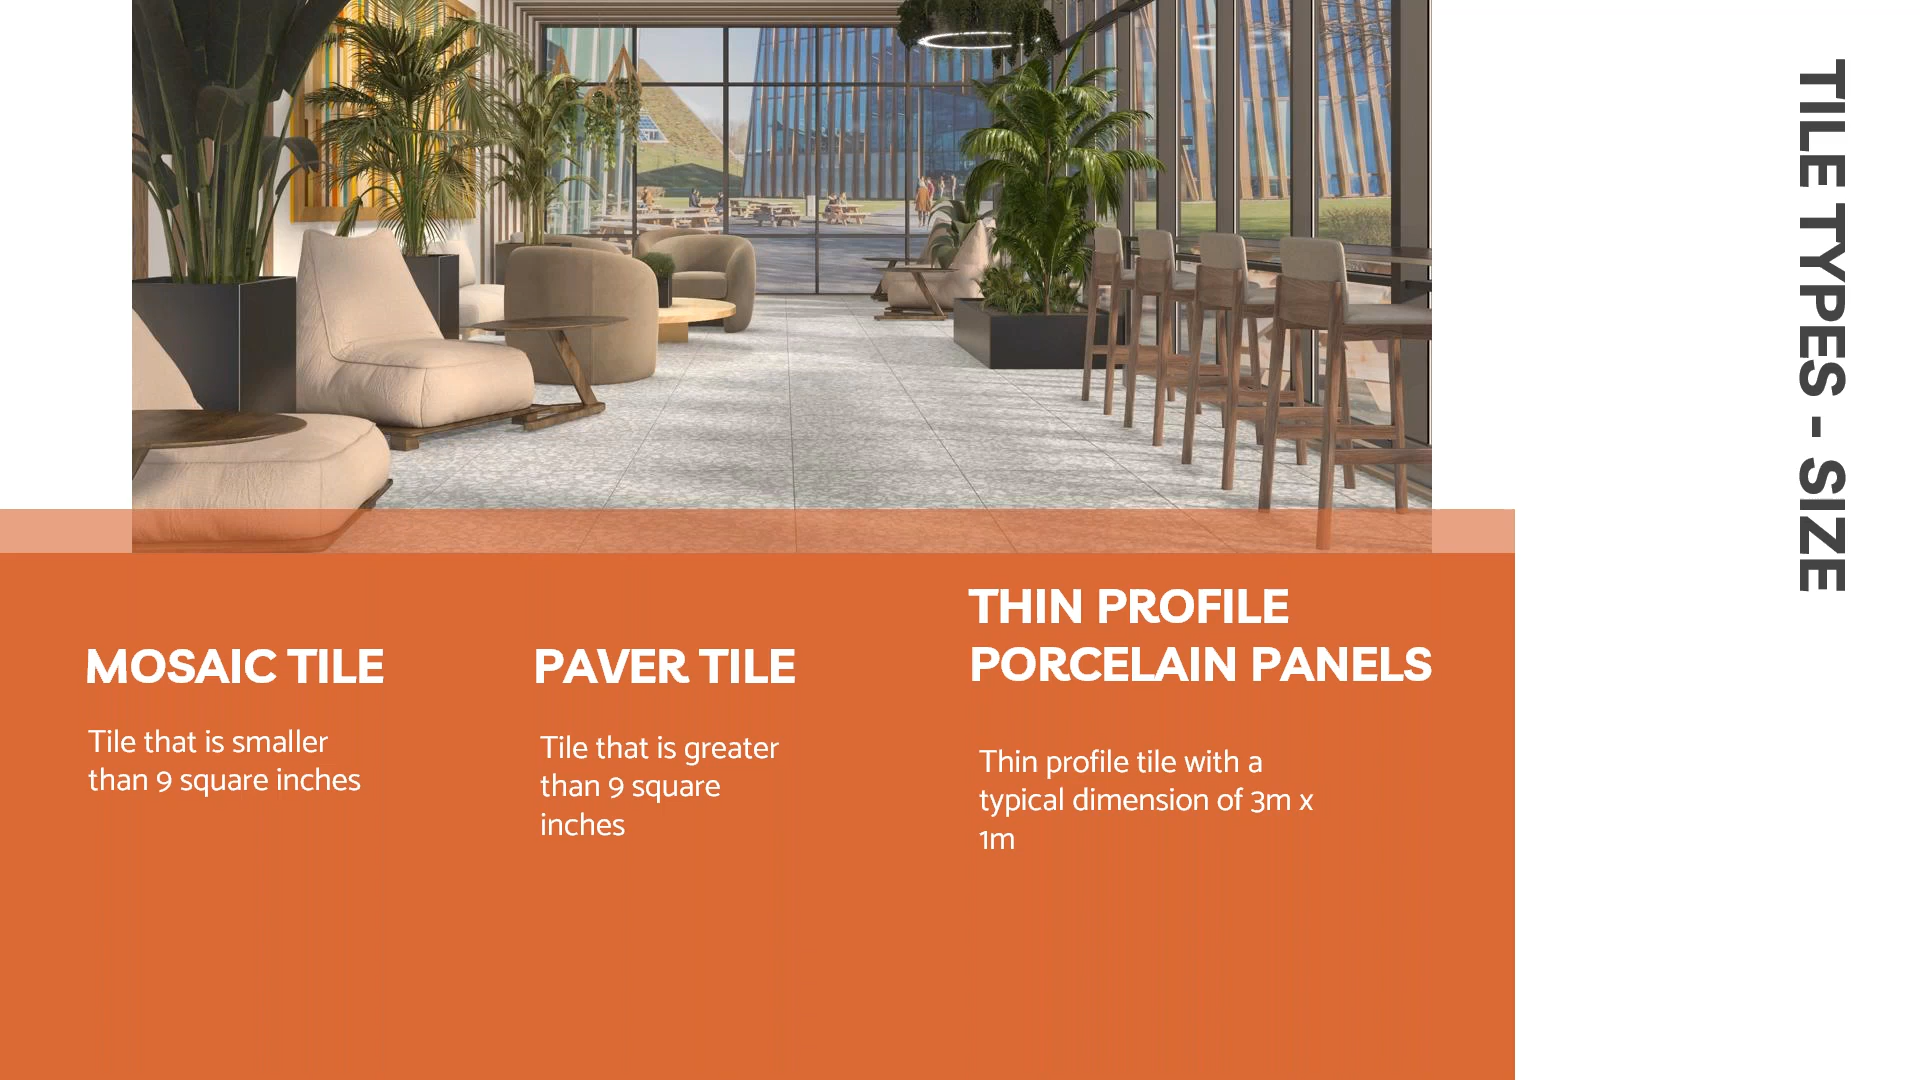 TILE TYPES - SIZE
MOSAIC TILE
Tile that is smaller
than 9 square inches
PAVER TILE
Tile that is greater
than 9 square
inches
THIN PROFILE
PORCELAIN PANELS
Thin profile tile with a
typical dimension of 3m x
1m